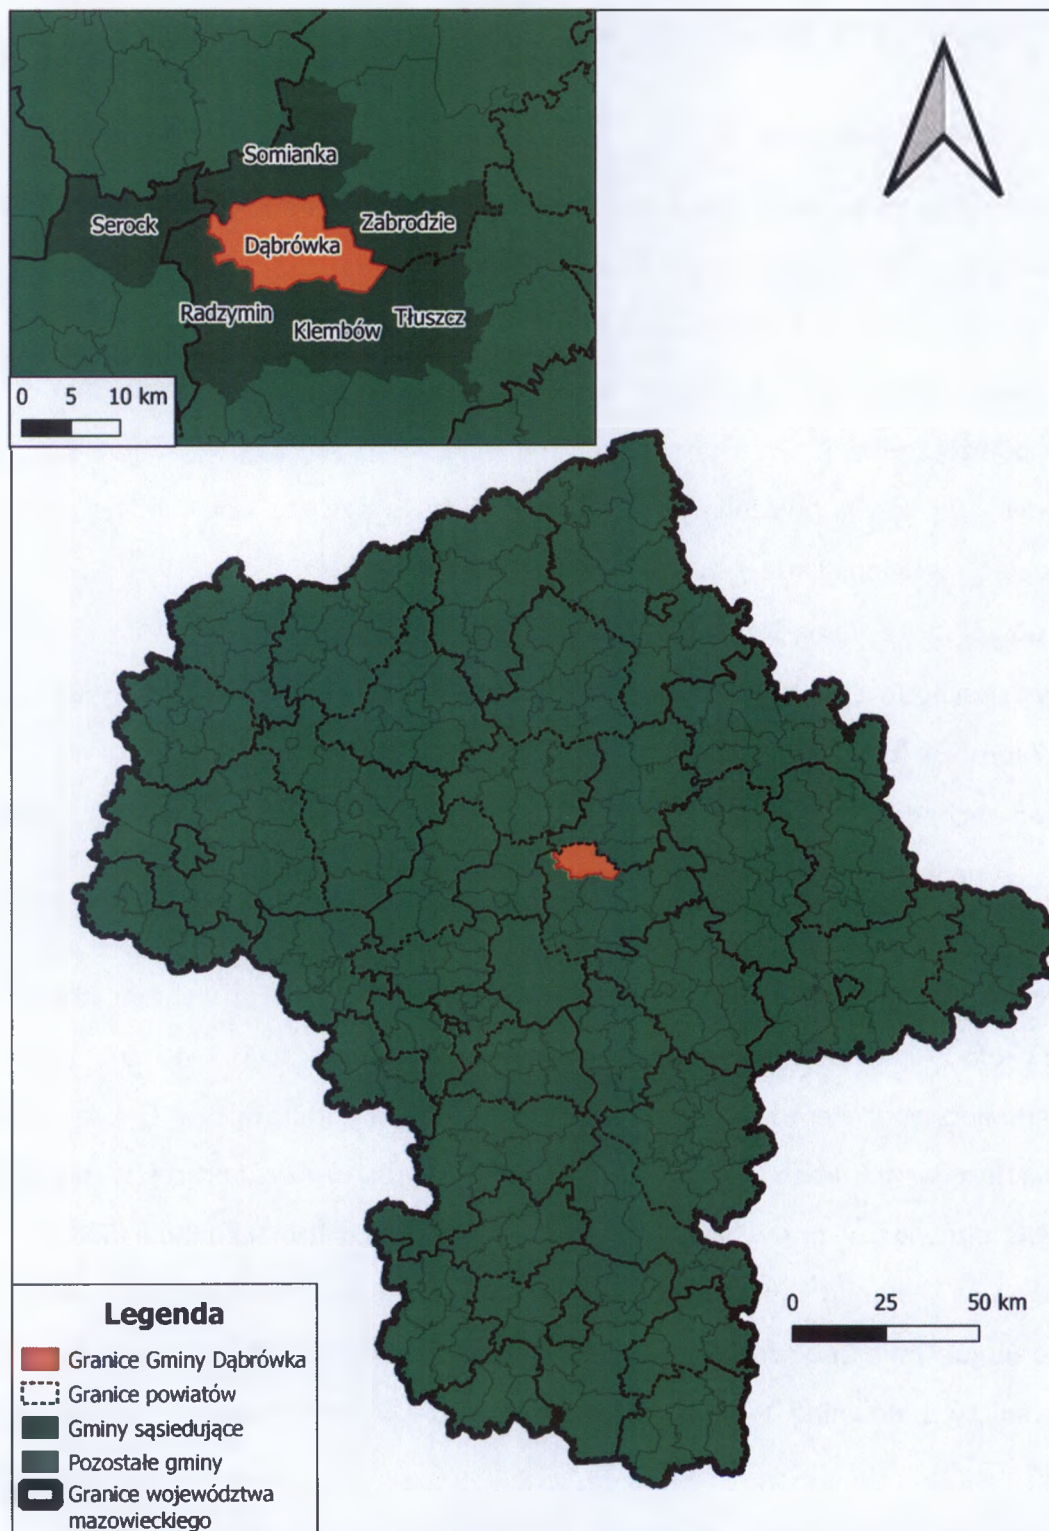 Somianka
Serock
Zabrodzie
Dąbrówka
Radzymin
Klembów
Tłuszcz
0 5 10 km
0 25 50 km
Legenda
Granice Gminy Dąbrówka
Granice powiatów
Gminy sąsiedujące
Pozostałe gminy
Granice województwa
mazowieckiego